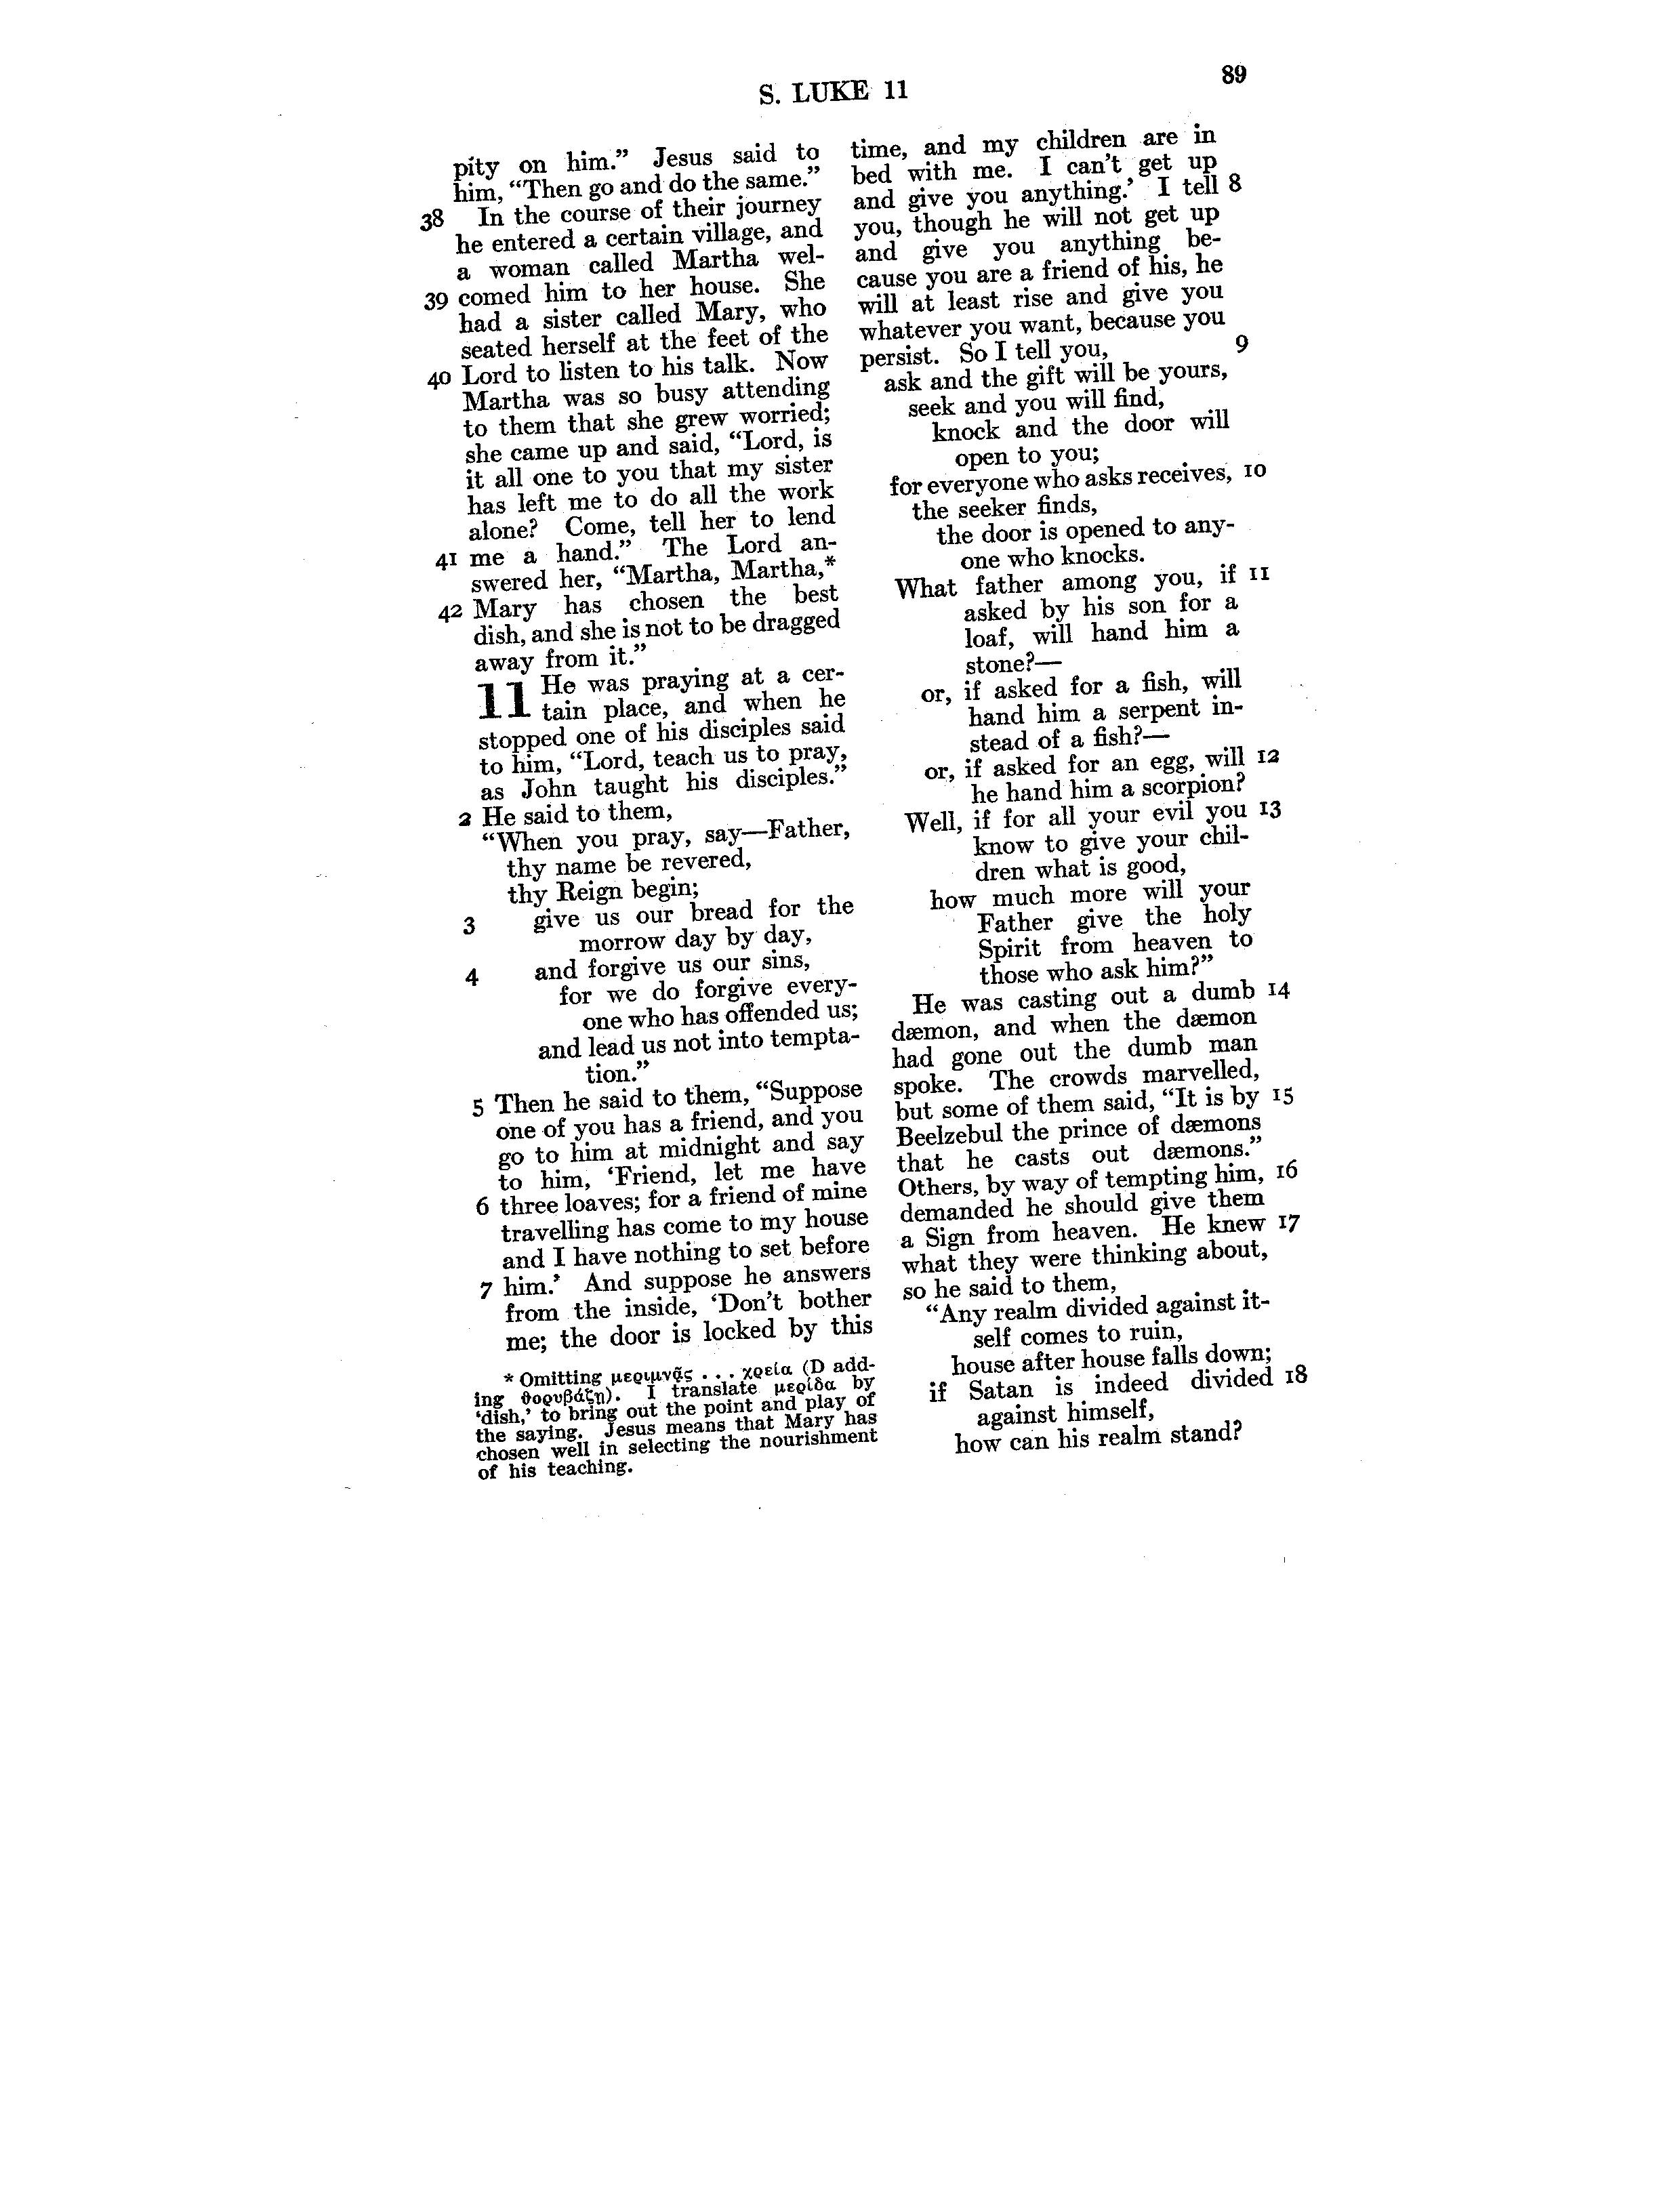 S. LUKE 11
89
pity on him.” Jesus said to
him, “Then go and do the same.”
38 In the course of their journey
he entered a certain village, and
a woman called Martha wel-
39 comed him to her house. She
had a sister called Mary, who
seated herself at the feet of the
40 Lord to listen to his talk. Now
Martha was so busy attending
to them that she grew worried;
she came up and said, “Lord, is
it all one to you that my sister
has left me to do all the work
alone? Come, tell her to lend
41 me a hand.” The Lord an-
swered her, “Martha, Martha,*
42 Mary has chosen the best
dish, and she is not to be dragged
away from it.”
11 He was praying at a cer-
tain place, and when he
stopped one of his disciples said
to him, “Lord, teach us to pray,
as John taught his disciples.”
2 He said to them,
“When you pray, say—Father,
thy name be revered,
thy Reign begin;
3 give us our bread for the
morrow day by day,
4 and forgive us our sins,
for we do forgive every-
one who has offended us;
and lead us not into tempta-
tion.”
5 Then he said to them, “Suppose
one of you has a friend, and you
go to him at midnight and say
to him, ‘Friend, let me have
6 three loaves; for a friend of mine
travelling has come to my house
and I have nothing to set before
7 him.’ And suppose he answers
from the inside, ‘Don’t bother
me; the door is locked by this
* Omitting μεριμνᾷς . . . χρεία (D add-
ing θορυβάζῃ). I translate μερίδα by
‘dish,’ to bring out the point and play of
the saying. Jesus means that Mary has
chosen well in selecting the nourishment
of his teaching.
time, and my children are in
bed with me. I can’t get up
and give you anything.’ I tell 8
you, though he will not get up
and give you anything be-
cause you are a friend of his, he
will at least rise and give you
whatever you want, because you
persist. So I tell you, 9
ask and the gift will be yours,
seek and you will find,
knock and the door will
open to you;
for everyone who asks receives, 10
the seeker finds,
the door is opened to any-
one who knocks.
What father among you, if 11
asked by his son for a
loaf, will hand him a
stone?—
or, if asked for a fish, will
hand him a serpent in-
stead of a fish?—
or, if asked for an egg, will 12
he hand him a scorpion?
Well, if for all your evil you 13
know to give your chil-
dren what is good,
how much more will your
Father give the holy
Spirit from heaven to
those who ask him?”
He was casting out a dumb 14
dæmon, and when the dæmon
had gone out the dumb man
spoke. The crowds marvelled,
but some of them said, “It is by 15
Beelzebul the prince of dæmons
that he casts out dæmons.”
Others, by way of tempting him, 16
demanded he should give them
a Sign from heaven. He knew 17
what they were thinking about,
so he said to them,
“Any realm divided against it-
self comes to ruin,
house after house falls down;
if Satan is indeed divided 18
against himself,
how can his realm stand?